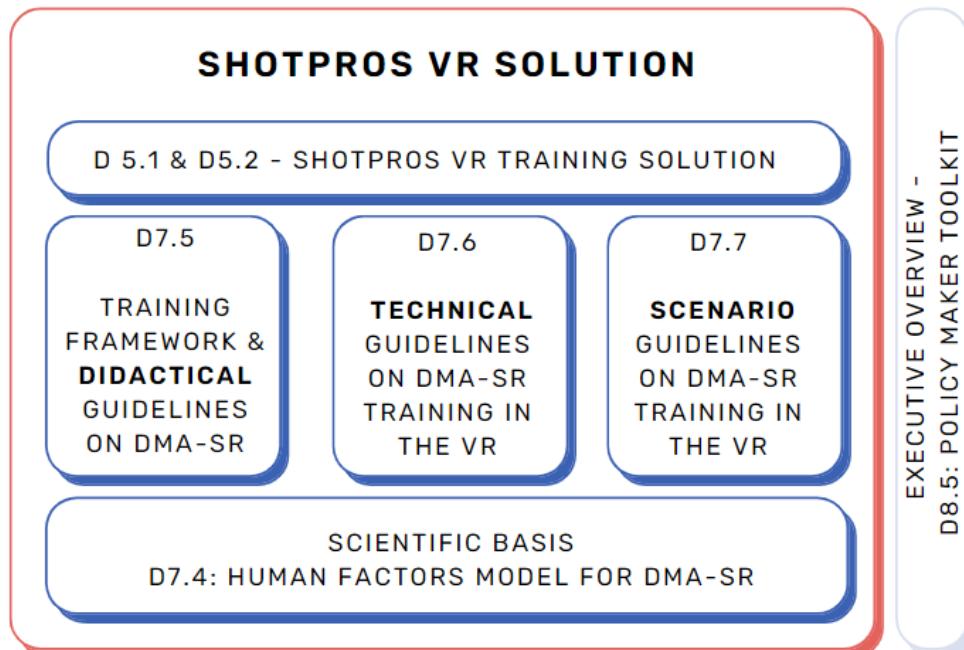 SHOTPROS VR SOLUTION
D 5.1 & D5.2 - SHOTPROS VR TRAINING SOLUTION
D7.5
TRAINING
FRAMEWORK &
DIDACTICAL
GUIDELINES
ON DMA-SR
D7.6
TECHNICAL
GUIDELINES
ON DMA-SR
TRAINING IN
THE VR
D7.7
SCENARIO
GUIDELINES
ON DMA-SR
TRAINING IN
THE VR
SCIENTIFIC BASIS
D7.4: HUMAN FACTORS MODEL FOR DMA-SR
EXECUTIVE OVERVIEW -
D8.5: POLICY MAKER TOOLKIT